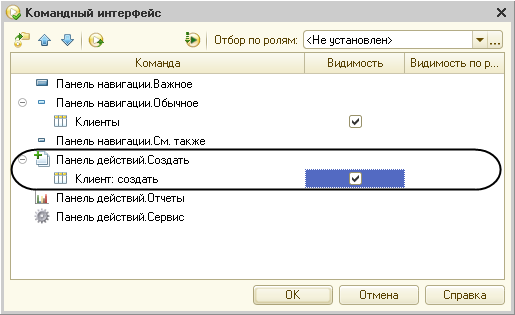 Командный интерфейс
Отбор по ролям: <Не установлен>
Команда Видимость Видимость по р...
Панель навигации.Важное
Панель навигации.Обычное
Клиенты
Панель навигации.См. также
Панель действий.Создать
Клиент: создать
Панель действий.Отчеты
Панель действий.Сервис
OK Отмена Справка